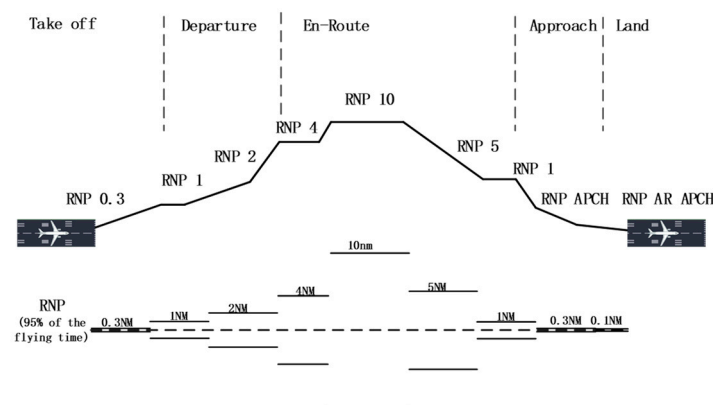 Take off
Departure
En-Route
Approach
Land
RNP 10
RNP 4
RNP 5
RNP 2
RNP 1
RNP 1
RNP 0.3
RNP APCH
RNP AR APCH
10nm
4NM
5NM
RNP
(95% of the
flying time)
0.3NM
1NM
2NM
1NM
0.3NM
0.1NM